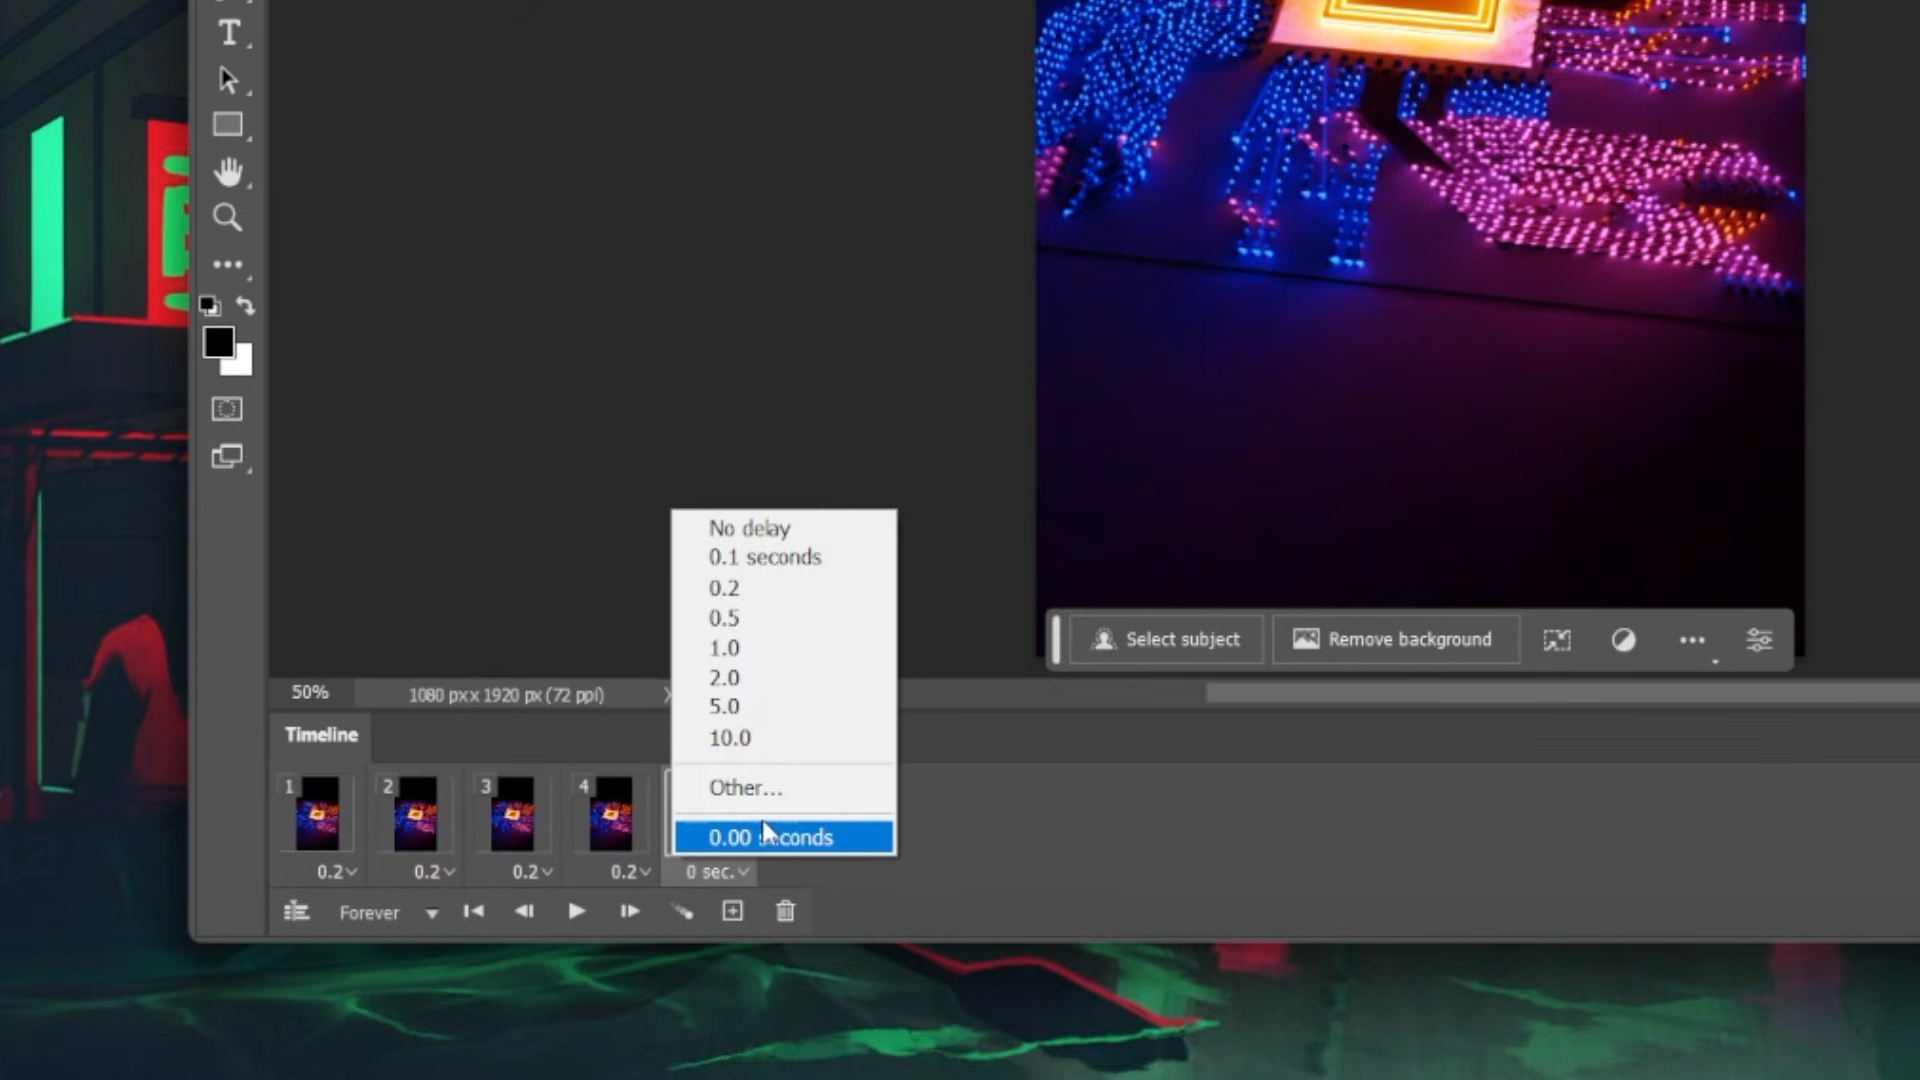 T
No delay
0.1 seconds
0.2
0.5
1.0
2.0
5.0
10.0
Other...
0.00 seconds
Select subject
Remove background
50%
1080 px x 1920 px (72 ppi)
Timeline
1 2 3 4
0.2 0.2 0.2 0.2 0 sec.
Forever